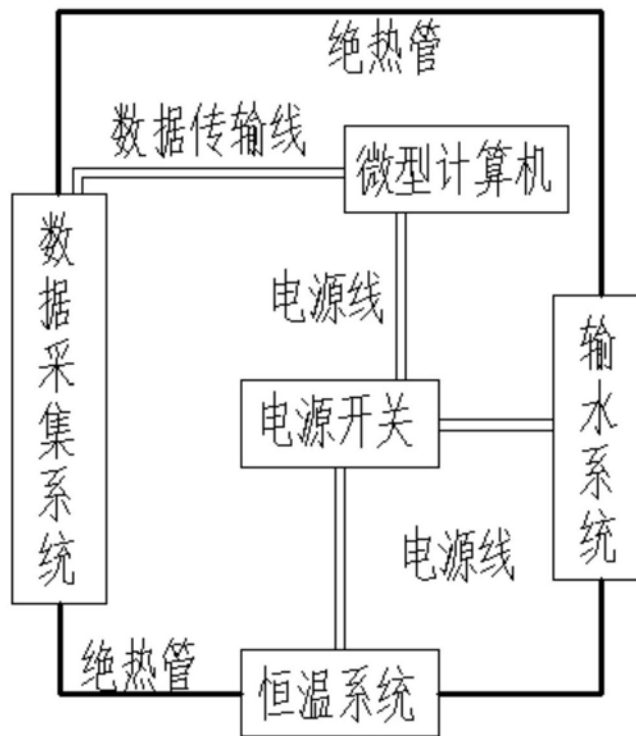 绝热管
数据传输线
微型计算机
数据采集系统
电源线
输水系统
电源开关
电源线
绝热管
恒温系统